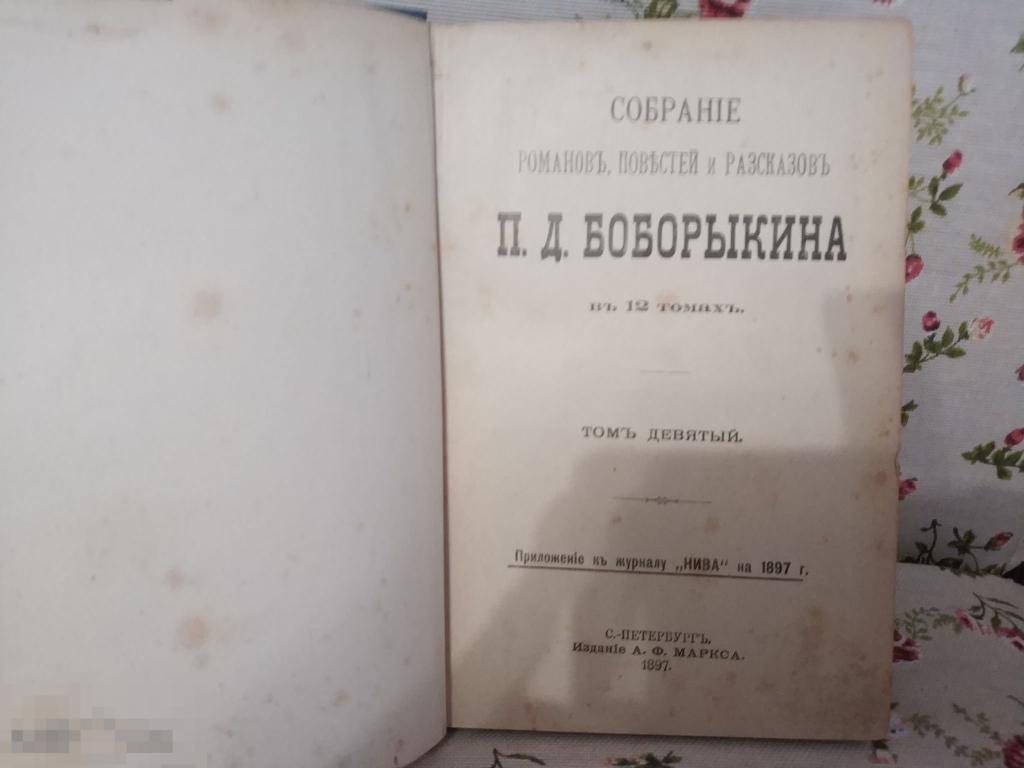 СОБРАНІЕ
РОМАНОВЪ, ПОВѢСТЕЙ и РАЗСКАЗОВЪ
П. Д. БОБОРЫКИНА
въ 12 томахъ.
ТОМЪ ДЕВЯТЫЙ.
Приложеніе къ журналу „НИВА“ на 1897 г.
С.-ПЕТЕРБУРГЪ.
Изданіе А. Ф. МАРКСА.
1897.